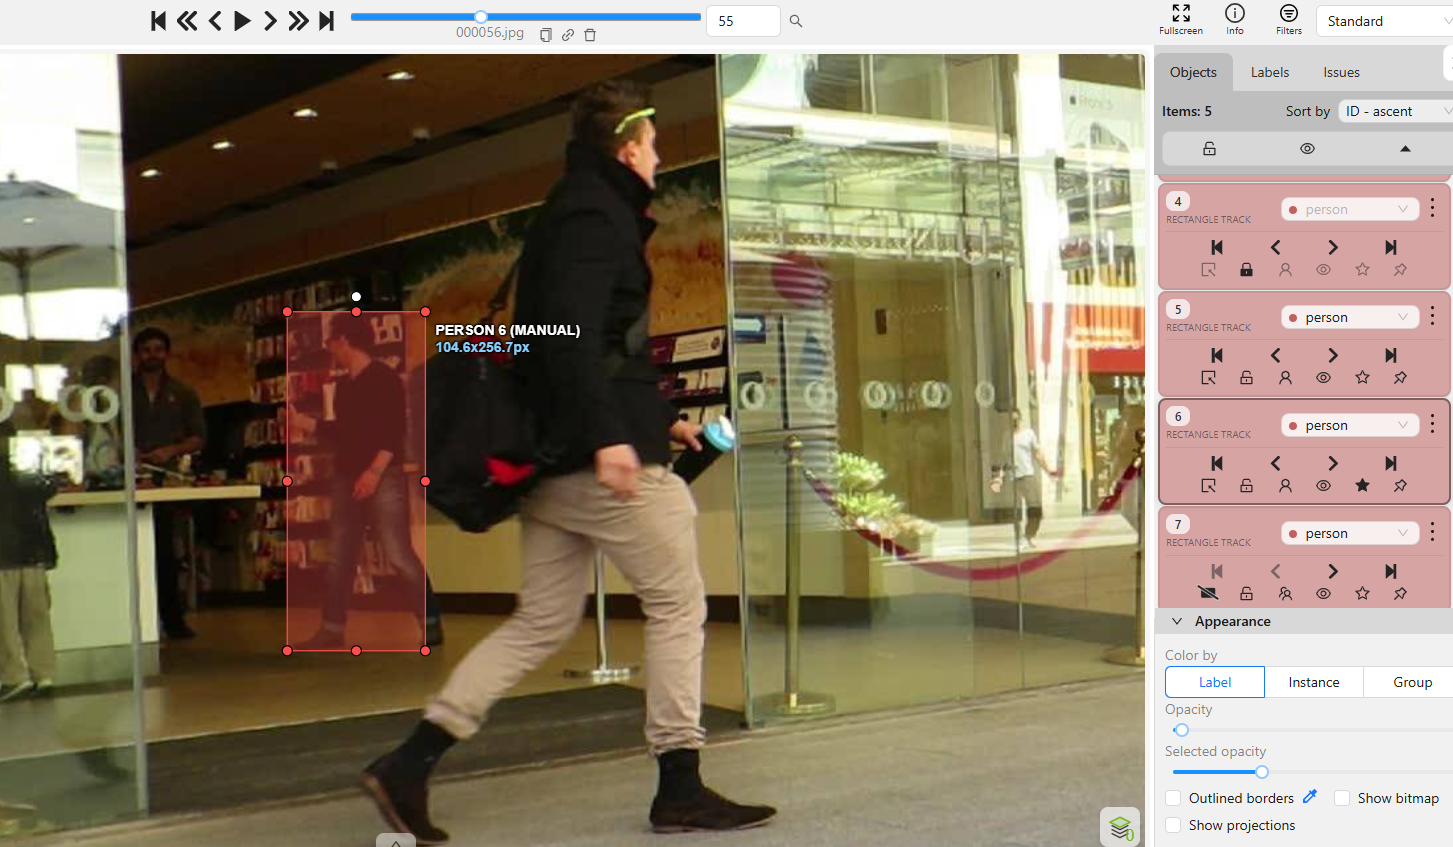 55
000056.jpg
Fullscreen
Info
Filters
Standard
Objects
Labels
Issues
Items: 5
Sort by
ID - ascent
4
RECTANGLE TRACK
person
5
RECTANGLE TRACK
person
PERSON 6 (MANUAL)
104.6x256.7px
6
RECTANGLE TRACK
person
7
RECTANGLE TRACK
person
Appearance
Color by
Label
Instance
Group
Opacity
Selected opacity
Outlined borders
Show bitmap
Show projections
0